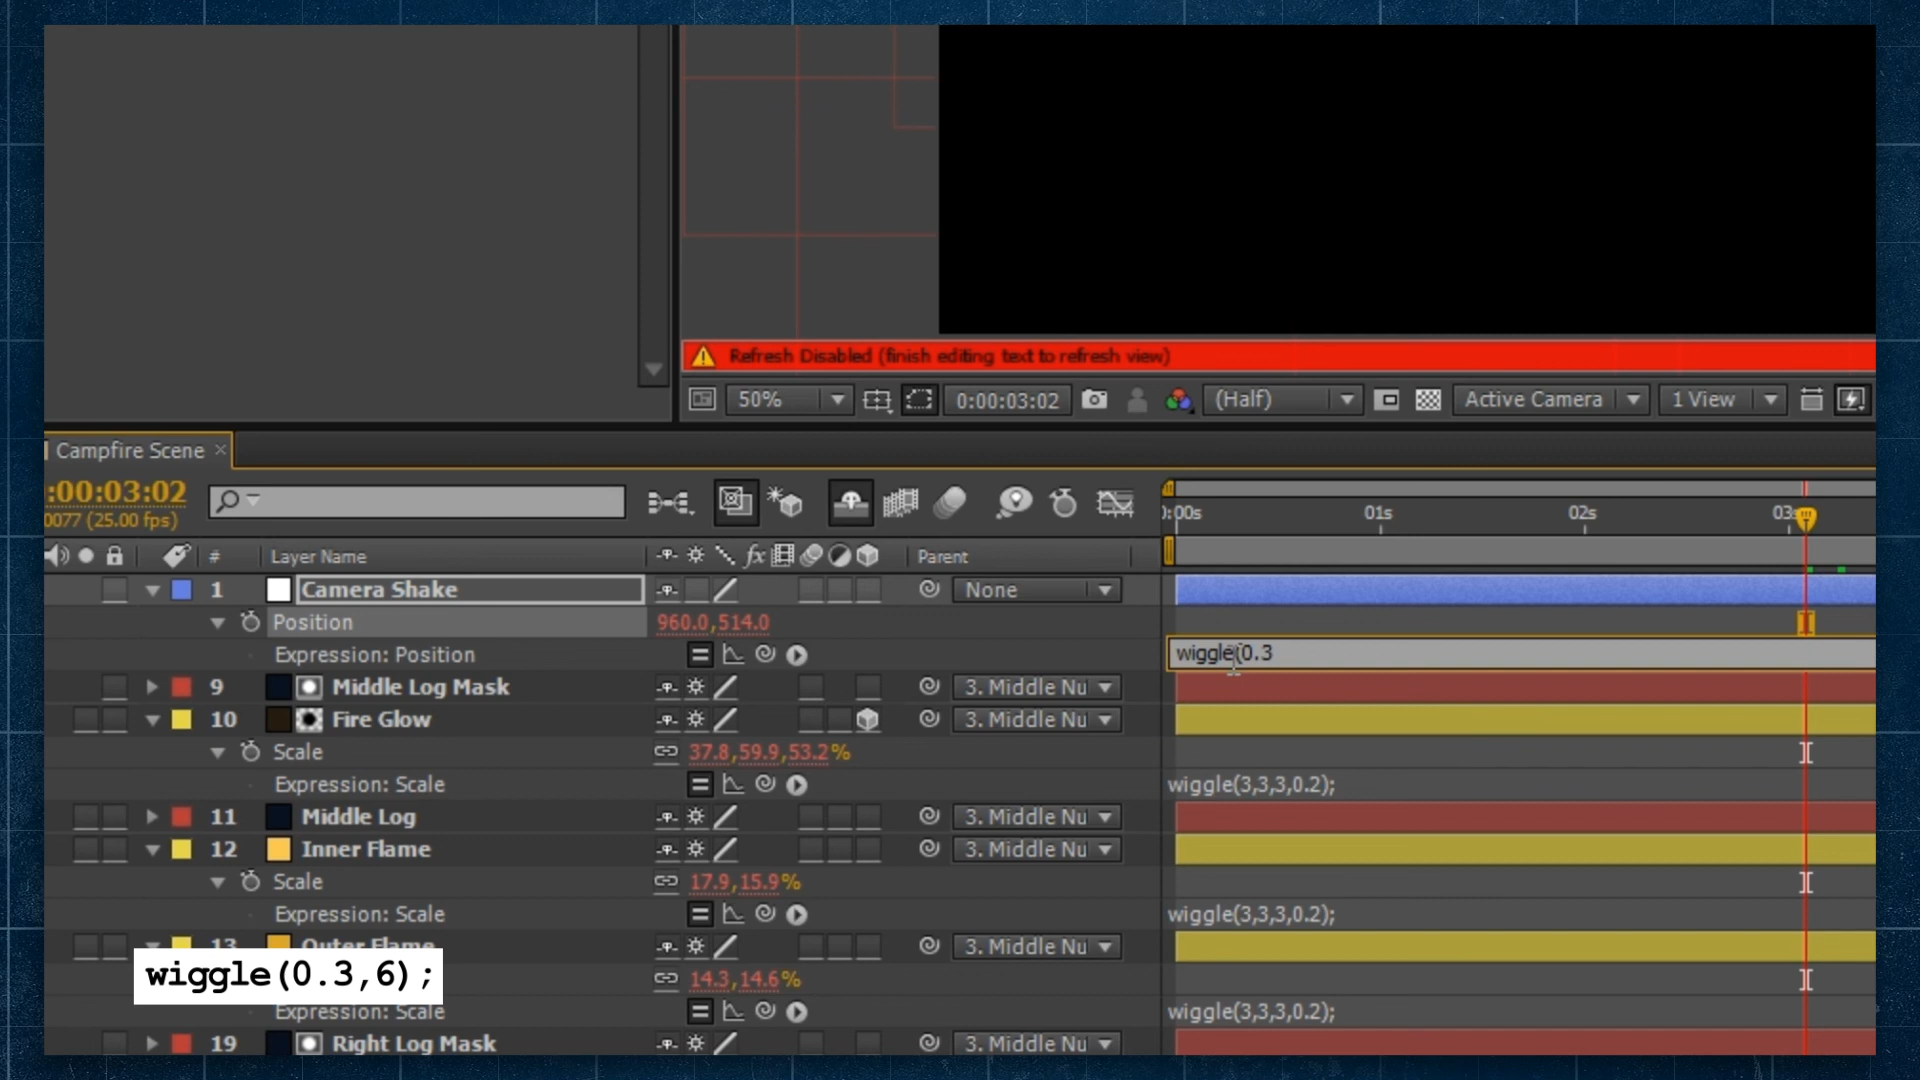 Refresh Disabled (finish editing text to refresh view)
50%
0:00:03:02
(Half)
Active Camera
1 View
Campfire Scene ×
:00:03:02
0077 (25.00 fps)
):00s 01s 02s 03
# Layer Name
fx
Parent
1 Camera Shake None
Position 960.0,514.0
Expression: Position wiggle(0.3
9 Middle Log Mask 3. Middle Nu
10 Fire Glow 3. Middle Nu
Scale 37.8,59.9,53.2%
Expression: Scale wiggle(3,3,3,0.2);
11 Middle Log 3. Middle Nu
12 Inner Flame 3. Middle Nu
Scale 17.9,15.9%
Expression: Scale wiggle(3,3,3,0.2);
13 Outer Flame 3. Middle Nu
wiggle(0.3,6);
14.3,14.6%
Expression: Scale wiggle(3,3,3,0.2);
19 Right Log Mask 3. Middle Nu